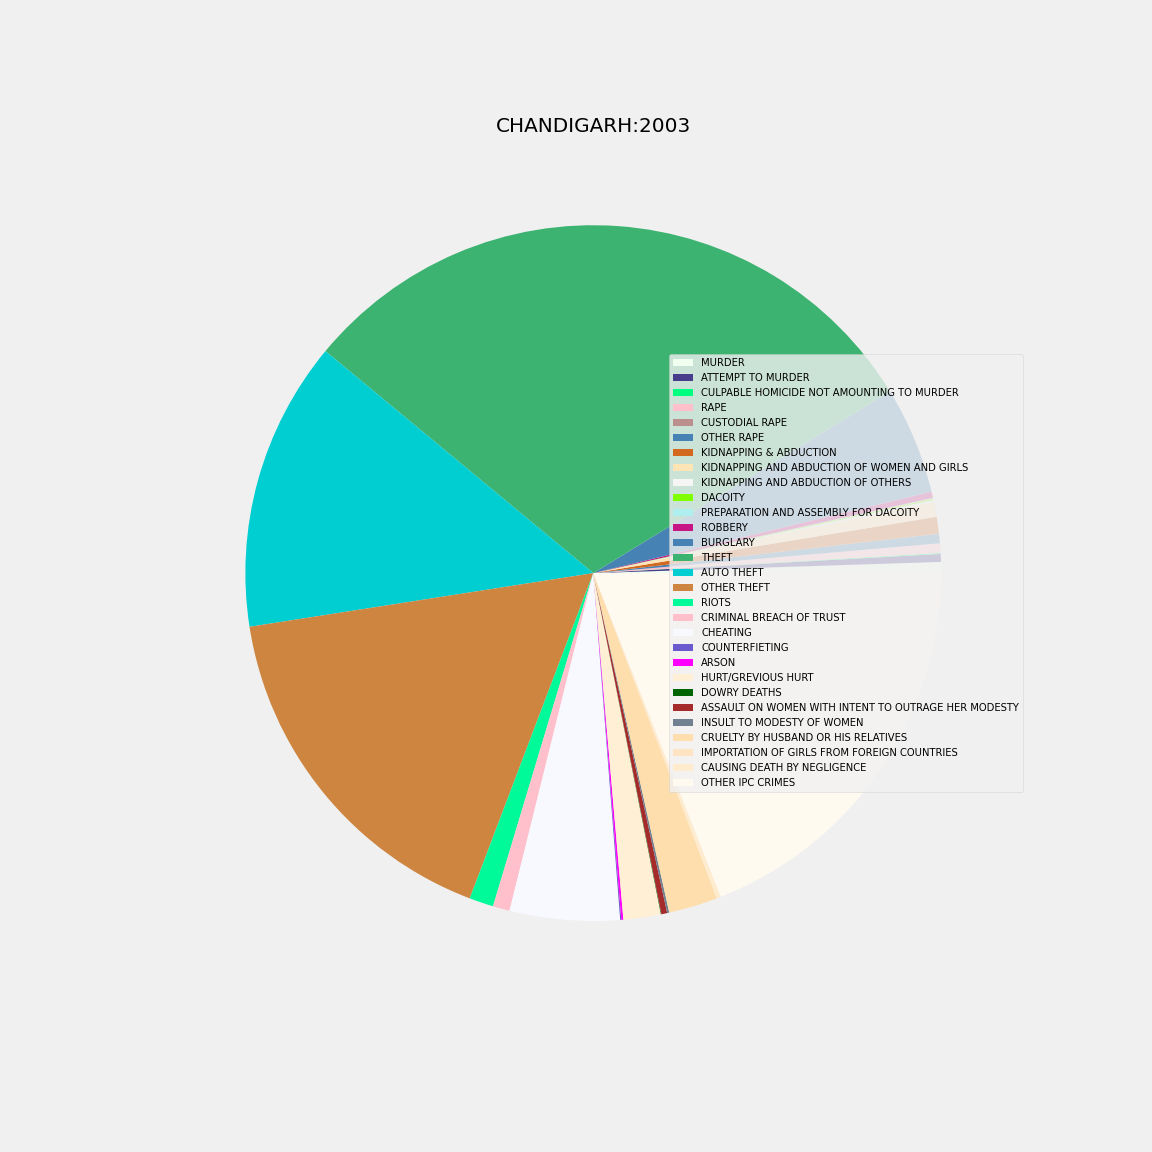 CHANDIGARH:2003
MURDER
ATTEMPT TO MURDER
CULPABLE HOMICIDE NOT AMOUNTING TO MURDER
RAPE
CUSTODIAL RAPE
OTHER RAPE
KIDNAPPING & ABDUCTION
KIDNAPPING AND ABDUCTION OF WOMEN AND GIRLS
KIDNAPPING AND ABDUCTION OF OTHERS
DACOITY
PREPARATION AND ASSEMBLY FOR DACOITY
ROBBERY
BURGLARY
THEFT
AUTO THEFT
OTHER THEFT
RIOTS
CRIMINAL BREACH OF TRUST
CHEATING
COUNTERFIETING
ARSON
HURT/GREVIOUS HURT
DOWRY DEATHS
ASSAULT ON WOMEN WITH INTENT TO OUTRAGE HER MODESTY
INSULT TO MODESTY OF WOMEN
CRUELTY BY HUSBAND OR HIS RELATIVES
IMPORTATION OF GIRLS FROM FOREIGN COUNTRIES
CAUSING DEATH BY NEGLIGENCE
OTHER IPC CRIMES